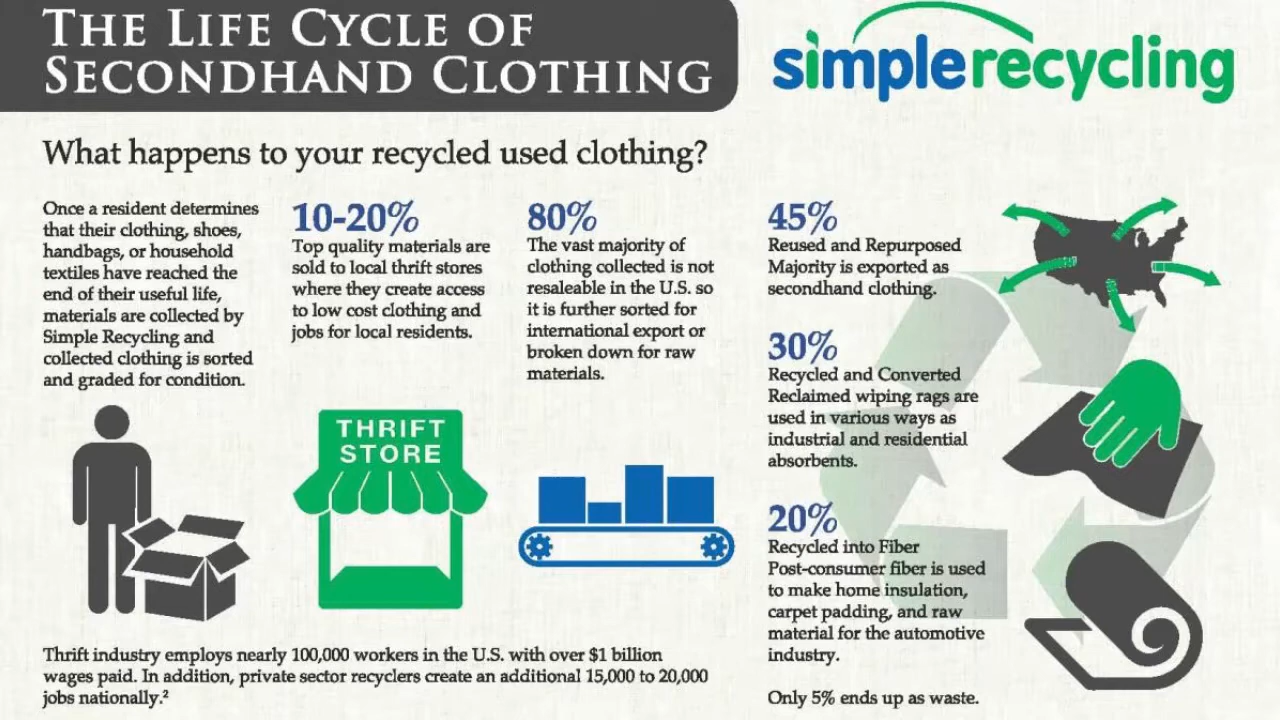 THE LIFE CYCLE OF
SECONDHAND CLOTHING
simplerecycling
What happens to your recycled used clothing?
Once a resident determines
that their clothing, shoes,
handbags, or household
textiles have reached the
end of their useful life,
materials are collected by
Simple Recycling and
collected clothing is sorted
and graded for condition.
10-20%
Top quality materials are
sold to local thrift stores
where they create access
to low cost clothing and
jobs for local residents.
THRIFT
STORE
80%
The vast majority of
clothing collected is not
resaleable in the U.S. so
it is further sorted for
international export or
broken down for raw
materials.
45%
Reused and Repurposed
Majority is exported as
secondhand clothing.
30%
Recycled and Converted
Reclaimed wiping rags are
used in various ways as
industrial and residential
absorbents.
20%
Recycled into Fiber
Post-consumer fiber is used
to make home insulation,
carpet padding, and raw
material for the automotive
industry.
Only 5% ends up as waste.
Thrift industry employs nearly 100,000 workers in the U.S. with over $1 billion
wages paid. In addition, private sector recyclers create an additional 15,000 to 20,000
jobs nationally.²